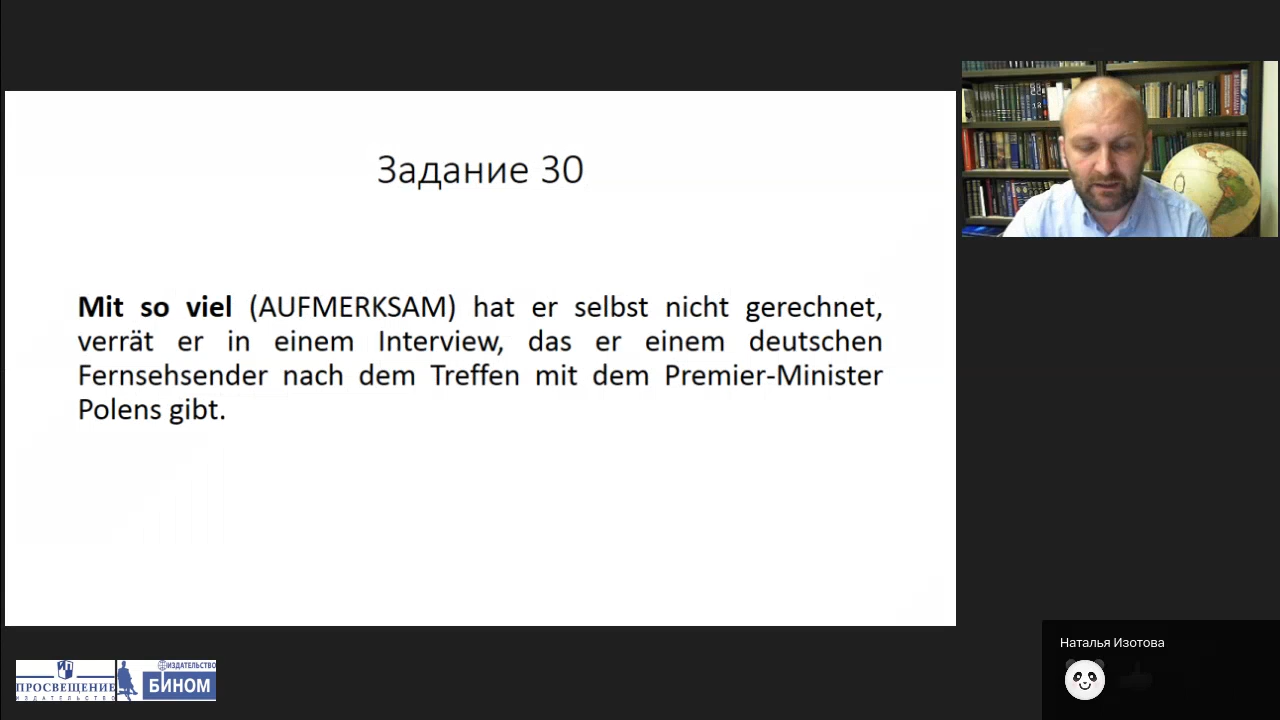 Задание 30
Mit so viel (AUFMERKSAM) hat er selbst nicht gerechnet,
verrät er in einem Interview, das er einem deutschen
Fernsehsender nach dem Treffen mit dem Premier-Minister
Polens gibt.
Наталья Изотова
ПРОСВЕЩЕНИЕ
ИЗДАТЕЛЬСТВО
ИЗДАТЕЛЬСТВО
БИНОМ